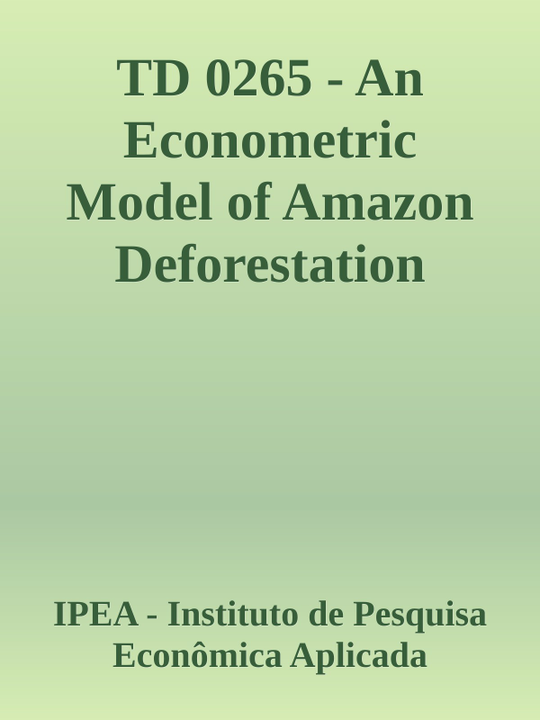 TD 0265 - An
Econometric
Model of Amazon
Deforestation
IPEA - Instituto de Pesquisa
Econômica Aplicada